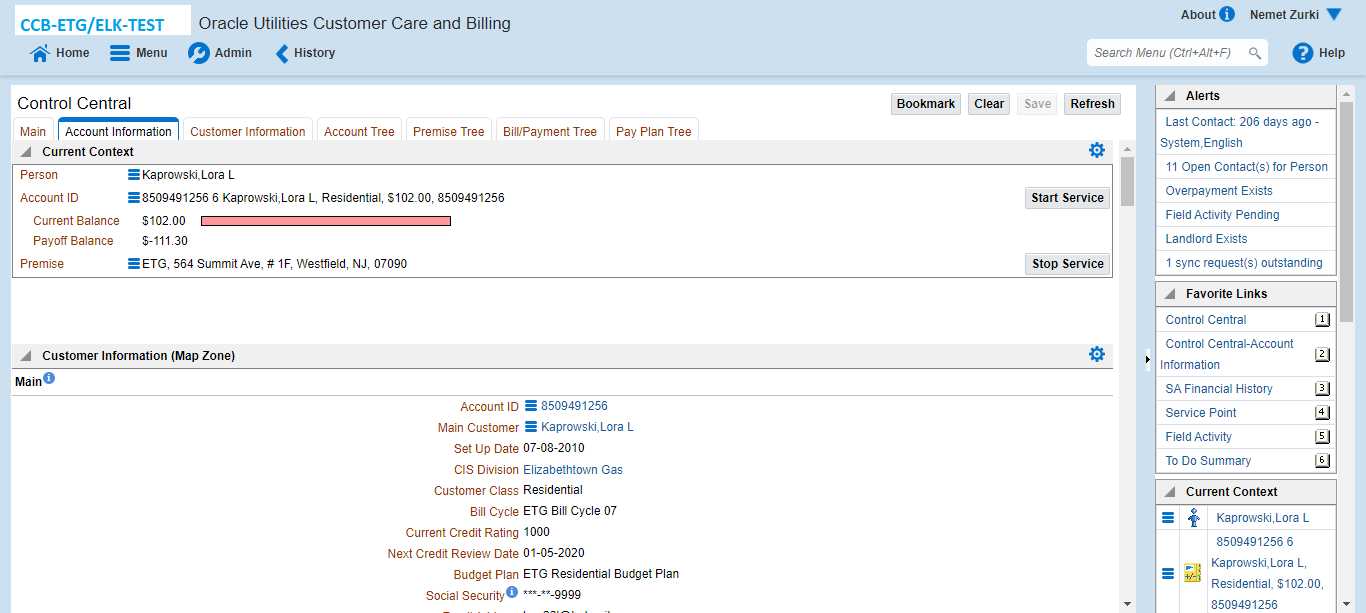 CCB-ETG/ELK-TEST
Oracle Utilities Customer Care and Billing
About
Nemet Zurki
Home
Menu
Admin
History
Search Menu (Ctrl+Alt+F)
Help
Control Central
Bookmark
Clear
Save
Refresh
Main
Account Information
Customer Information
Account Tree
Premise Tree
Bill/Payment Tree
Pay Plan Tree
Current Context
Person Kaprowski,Lora L
Account ID 8509491256 6 Kaprowski,Lora L, Residential, $102.00, 8509491256
Start Service
Current Balance $102.00
Payoff Balance $-111.30
Premise ETG, 564 Summit Ave, # 1F, Westfield, NJ, 07090
Stop Service
Customer Information (Map Zone)
Main
Account ID 8509491256
Main Customer Kaprowski,Lora L
Set Up Date 07-08-2010
CIS Division Elizabethtown Gas
Customer Class Residential
Bill Cycle ETG Bill Cycle 07
Current Credit Rating 1000
Next Credit Review Date 01-05-2020
Budget Plan ETG Residential Budget Plan
Social Security ***-**-9999
Alerts
Last Contact: 206 days ago -
System,English
11 Open Contact(s) for Person
Overpayment Exists
Field Activity Pending
Landlord Exists
1 sync request(s) outstanding
Favorite Links
Control Central 1
Control Central-Account
Information 2
SA Financial History 3
Service Point 4
Field Activity 5
To Do Summary 6
Current Context
Kaprowski,Lora L
8509491256 6
Kaprowski,Lora L,
Residential, $102.00,
8509491256